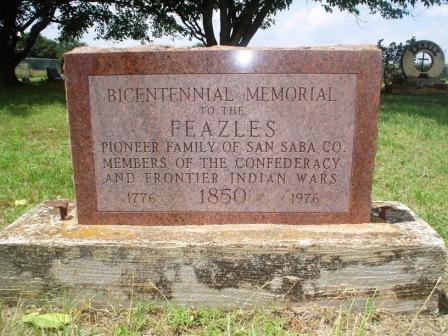 BICENTENNIAL MEMORIAL
TO THE
FEAZLES
PIONEER FAMILY OF SAN SABA CO.
MEMBERS OF THE CONFEDERACY
AND FRONTIER INDIAN WARS
1776 1850 1976